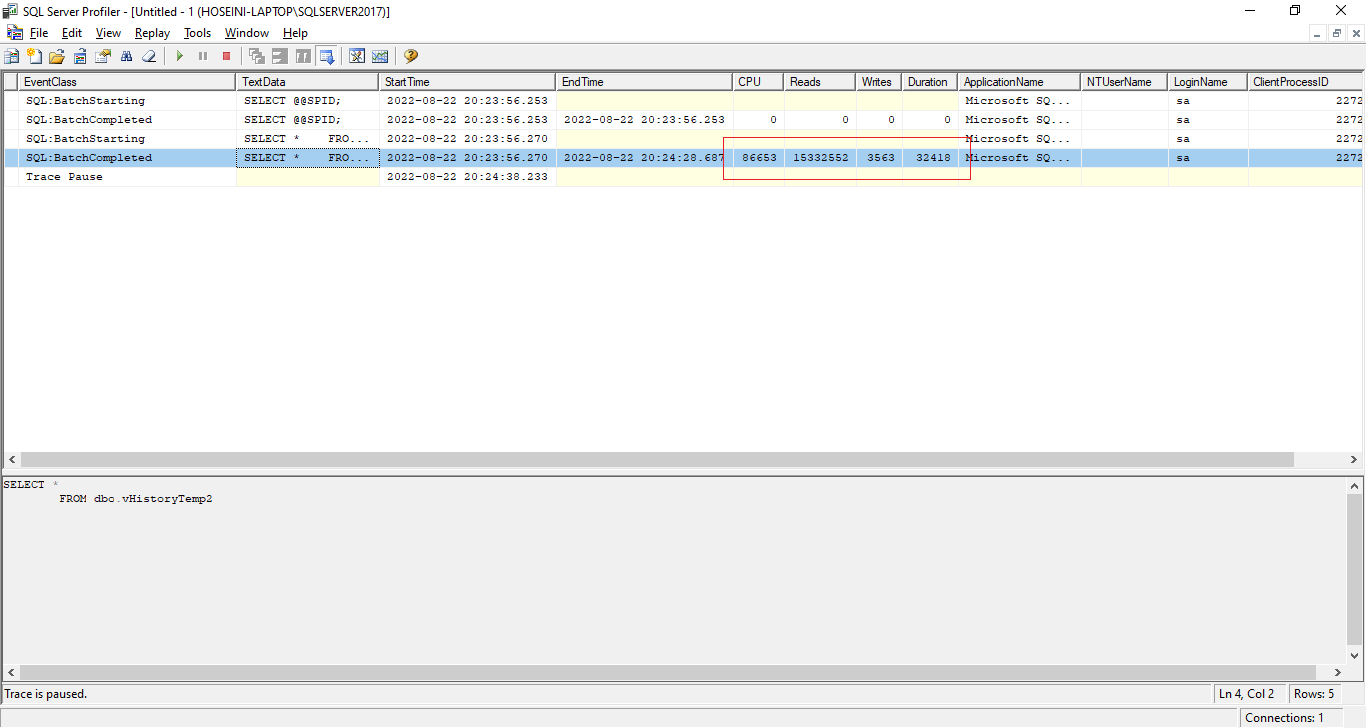 SQL Server Profiler - [Untitled - 1 (HOSEINI-LAPTOP\SQLSERVER2017)]
File Edit View Replay Tools Window Help
EventClass TextData StartTime EndTime CPU Reads Writes Duration ApplicationName NTUserName LoginName ClientProcessID
SQL:BatchStarting SELECT @@SPID; 2022-08-22 20:23:56.253 Microsoft SQ... sa 2272
SQL:BatchCompleted SELECT @@SPID; 2022-08-22 20:23:56.253 2022-08-22 20:23:56.253 0 0 0 0 Microsoft SQ... sa 2272
SQL:BatchStarting SELECT * FRO... 2022-08-22 20:23:56.270 Microsoft SQ... sa 2272
SQL:BatchCompleted SELECT * FRO... 2022-08-22 20:23:56.270 2022-08-22 20:24:28.687 86653 15332552 3563 32418 Microsoft SQ... sa 2272
Trace Pause 2022-08-22 20:24:38.233
SELECT *
FROM dbo.vHistoryTemp2
Trace is paused. Ln 4, Col 2 Rows: 5
Connections: 1